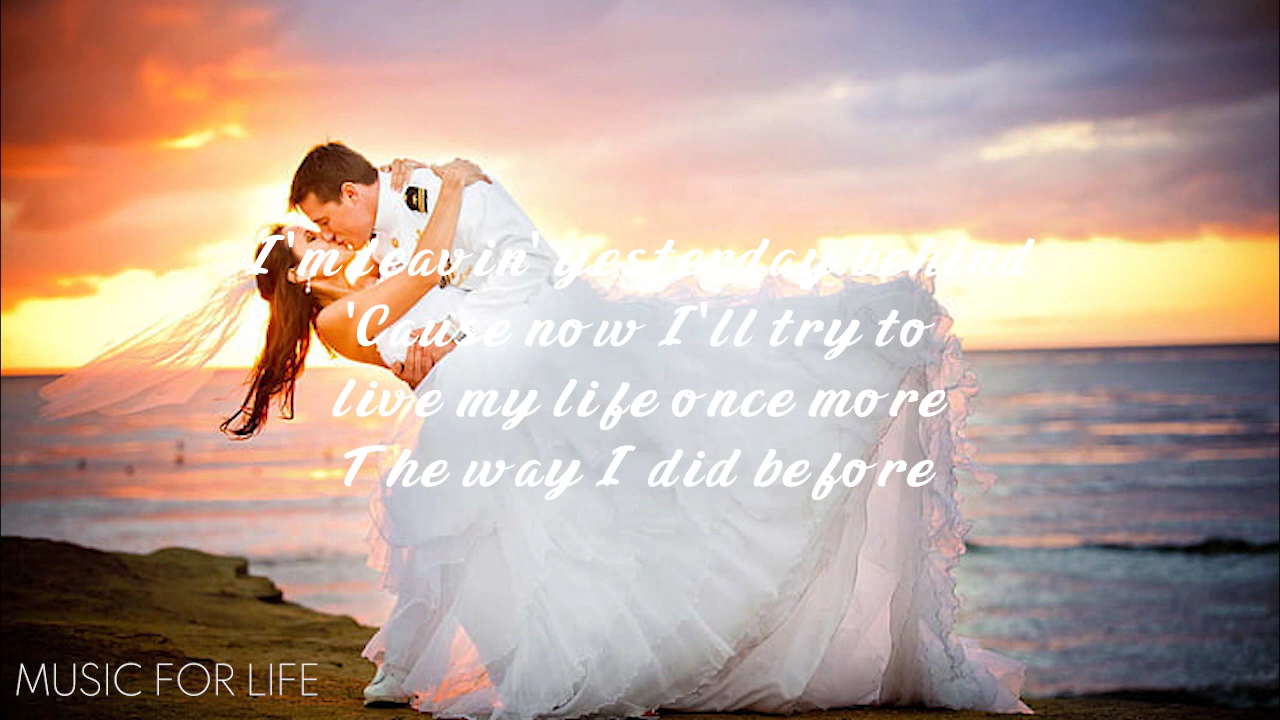 I'm leavin' yesterday behind
'Cause now I'll try to
live my life once more
The way I did before
MUSIC FOR LIFE